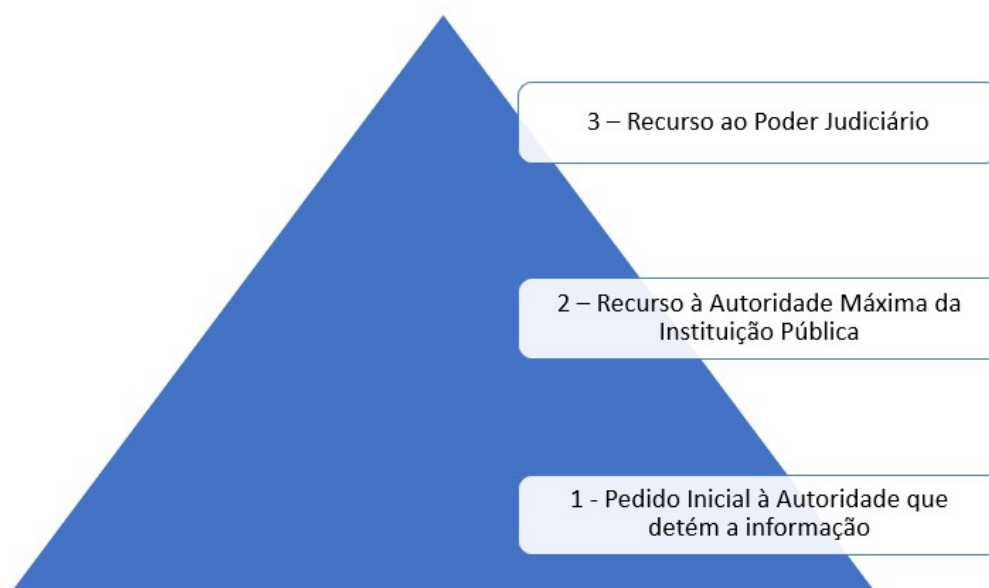 3 – Recurso ao Poder Judiciário
2 – Recurso à Autoridade Máxima da
Instituição Pública
1 - Pedido Inicial à Autoridade que
detém a informação